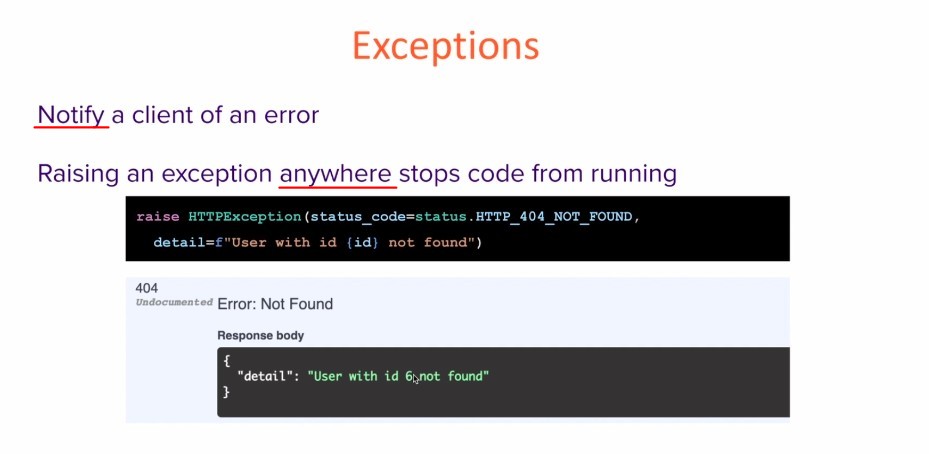 Exceptions
Notify a client of an error
Raising an exception anywhere stops code from running
raise HTTPException(status_code=status.HTTP_404_NOT_FOUND,
detail=f"User with id {id} not found")
404
Undocumented Error: Not Found
Response body
{
"detail": "User with id 6 not found"
}